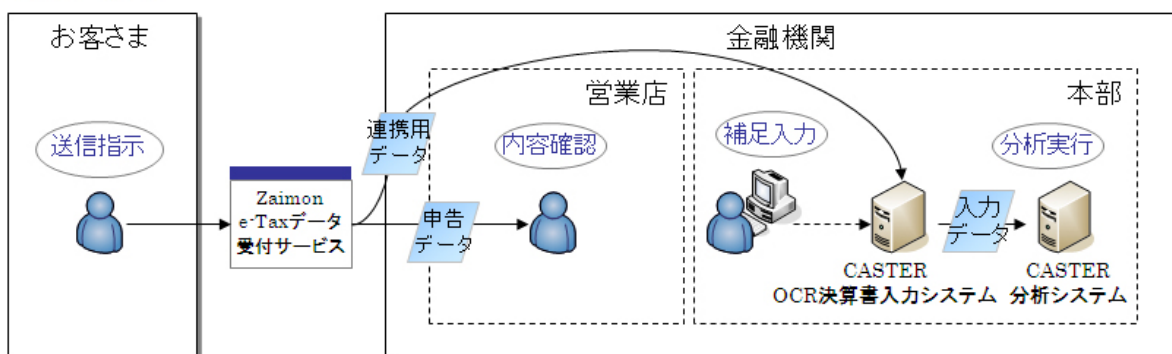 お客さま
金融機関
営業店
本部
送信指示
連携用
データ
内容確認
補足入力
分析実行
Zaimon
e-Taxデータ
受付サービス
申告
データ
入力
データ
CASTER
OCR決算書入力システム
CASTER
分析システム